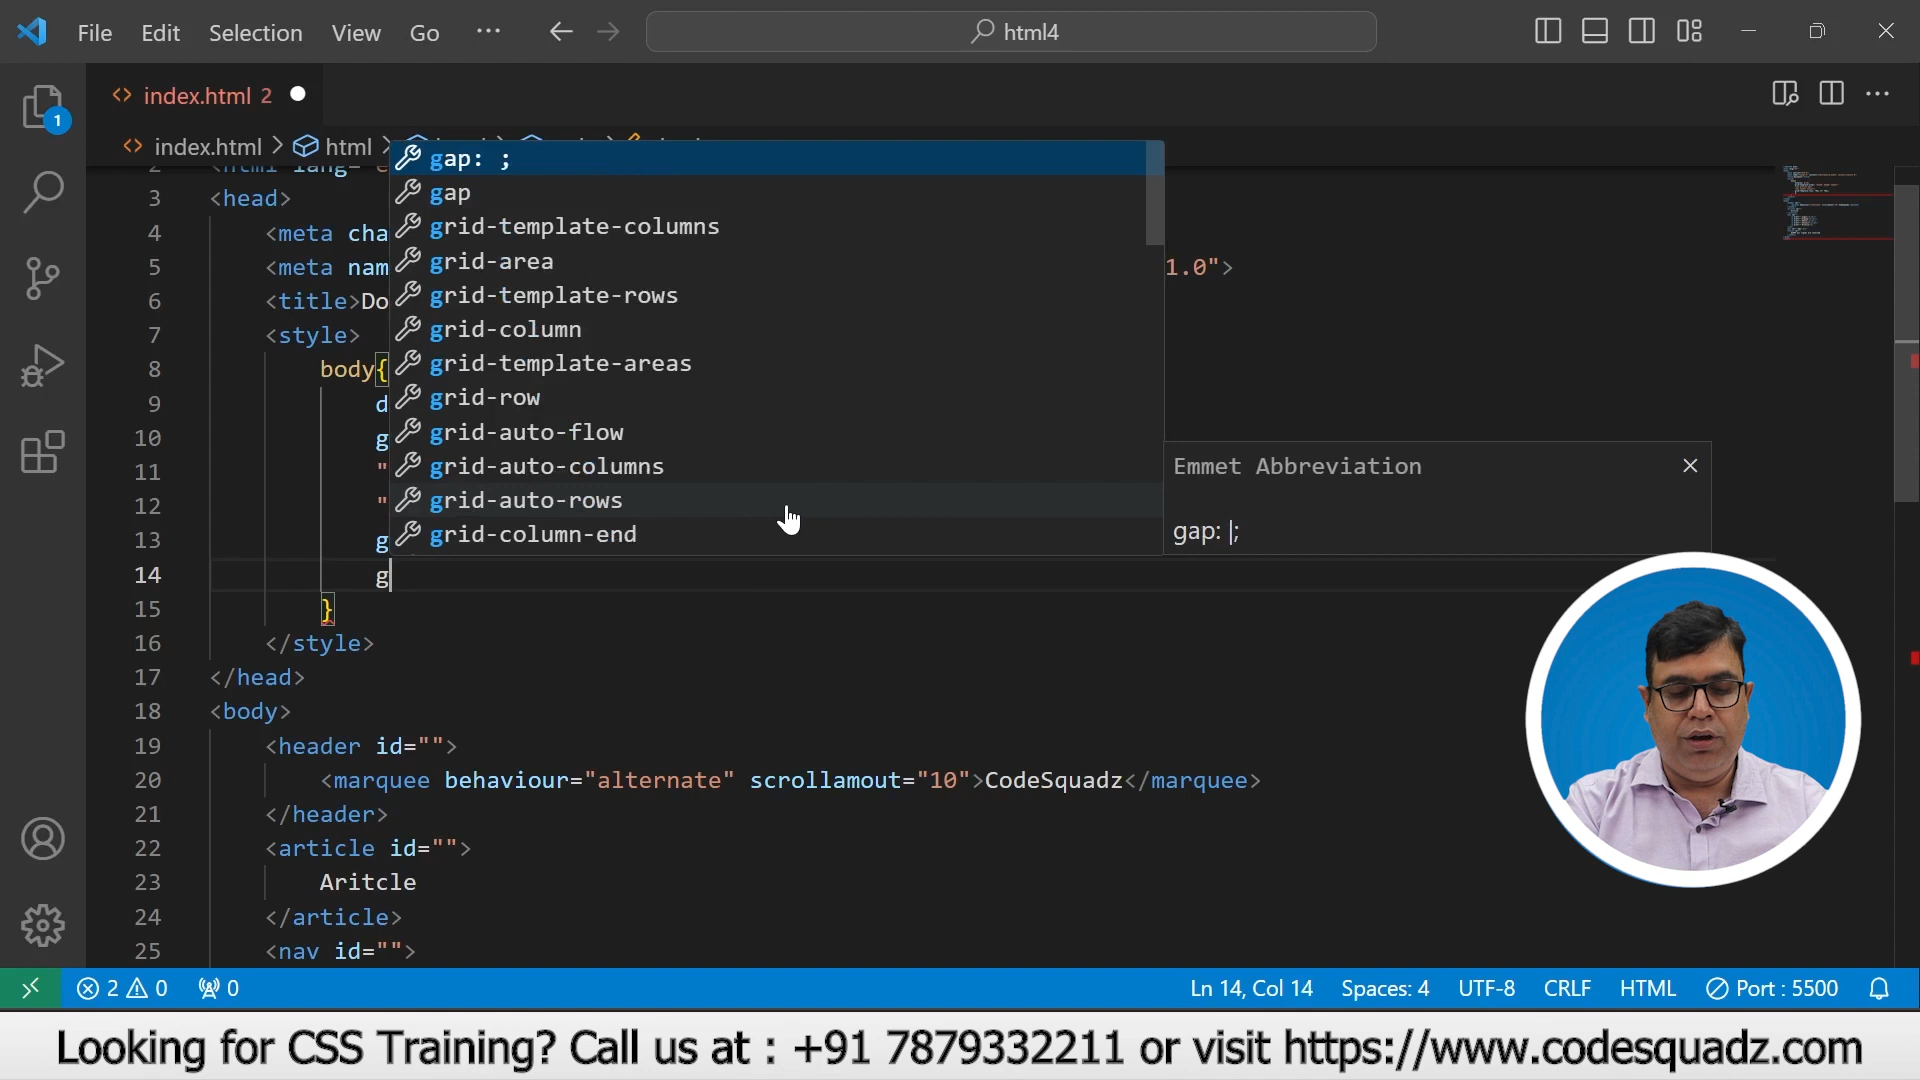 File Edit Selection View Go ··· html4
index.html 2
index.html > html >
3 <head>
4 <meta cha
5 <meta nam 1.0">
6 <title>Do
7 <style>
8 body{
9 d
10 g
11 "
12 "
13 g
14 g
15 }
16 </style>
17 </head>
18 <body>
19 <header id="">
20 <marquee behaviour="alternate" scrollamout="10">CodeSquadz</marquee>
21 </header>
22 <article id="">
23 Aritcle
24 </article>
25 <nav id="">
gap: ;
gap
grid-template-columns
grid-area
grid-template-rows
grid-column
grid-template-areas
grid-row
grid-auto-flow
grid-auto-columns
grid-auto-rows
grid-column-end
Emmet Abbreviation
gap: |;
1
2 0 0 Ln 14, Col 14 Spaces: 4 UTF-8 CRLF HTML Port : 5500
Looking for CSS Training? Call us at : +91 7879332211 or visit https://www.codesquadz.com